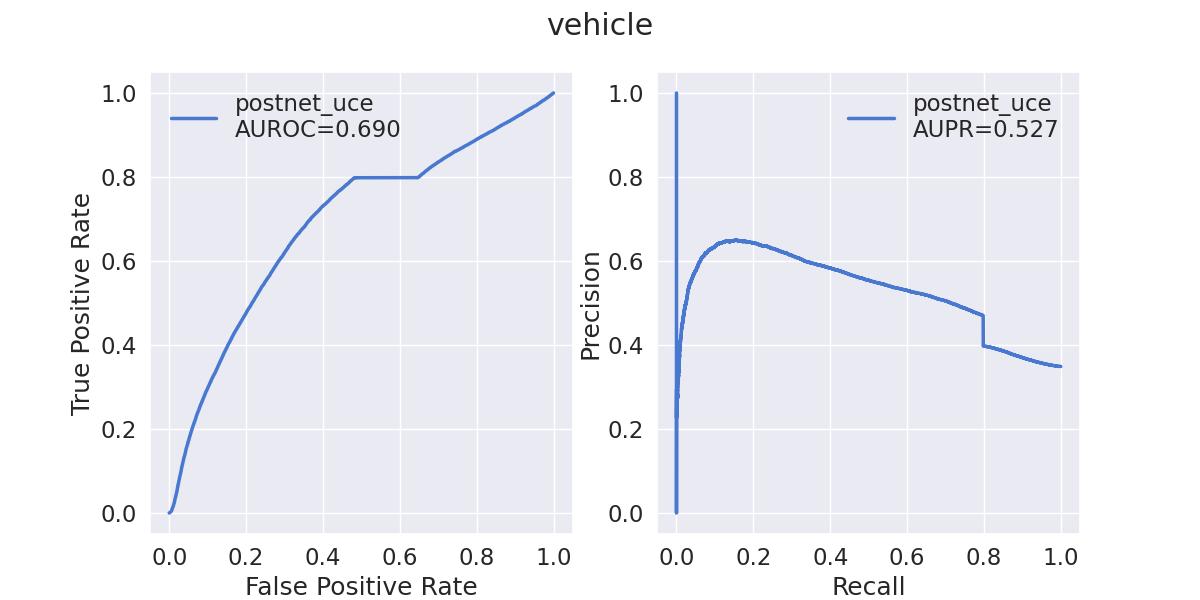 vehicle
postnet_uce
AUROC=0.690
True Positive Rate
1.0
0.8
0.6
0.4
0.2
0.0
0.0 0.2 0.4 0.6 0.8 1.0
False Positive Rate
postnet_uce
AUPR=0.527
Precision
1.0
0.8
0.6
0.4
0.2
0.0
0.0 0.2 0.4 0.6 0.8 1.0
Recall